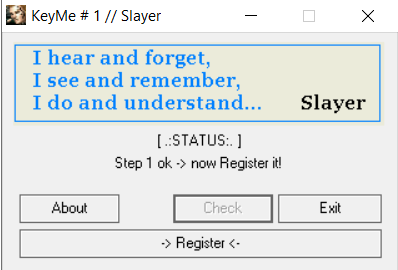 KeyMe # 1 // Slayer
I hear and forget,
I see and remember,
I do and understand...
Slayer
[ .:STATUS:. ]
Step 1 ok -> now Register it!
About
Check
Exit
-> Register <-